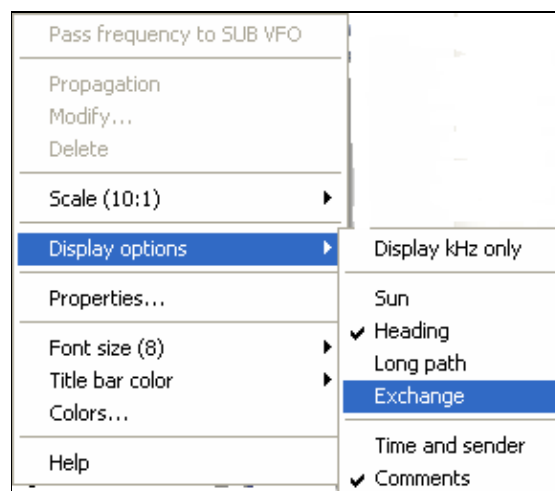 Pass frequency to SUB VFO
Propagation
Modify...
Delete
Scale (10:1)
Display options
Properties...
Font size (8)
Title bar color
Colors...
Help
Display kHz only
Sun
Heading
Long path
Exchange
Time and sender
Comments